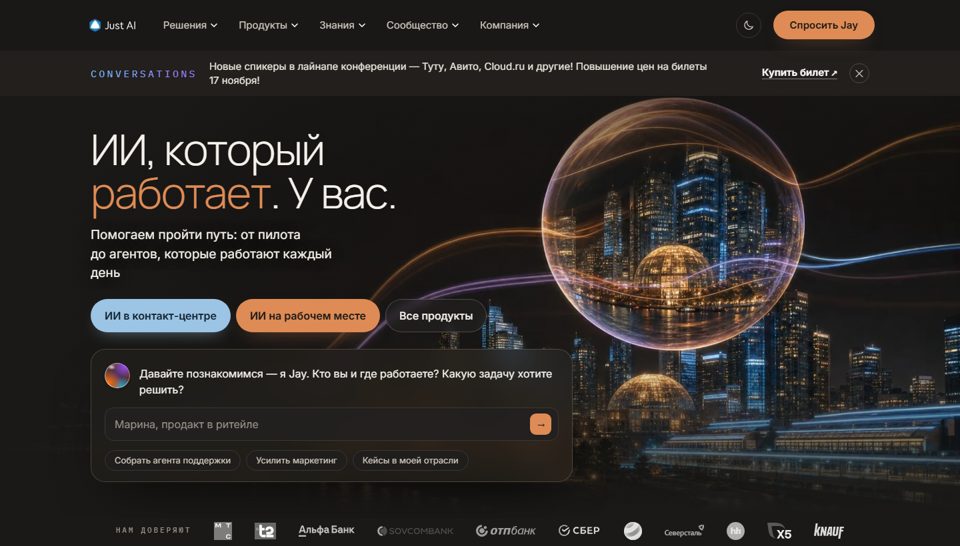 Just AI
Решения
Продукты
Знания
Сообщество
Компания
Спросить Jay
CONVERSATIONS
Новые спикеры в лайнапе конференции — Туту, Авито, Cloud.ru и другие! Повышение цен на билеты
17 ноября!
Купить билет ↗
ИИ, который
работает. У вас.
Помогаем пройти путь: от пилота
до агентов, которые работают каждый
день
ИИ в контакт-центре
ИИ на рабочем месте
Все продукты
Давайте познакомимся — я Jay. Кто вы и где работаете? Какую задачу хотите
решить?
Марина, продакт в ритейле
→
Собрать агента поддержки
Усилить маркетинг
Кейсы в моей отрасли
НАМ ДОВЕРЯЮТ
МТС
t2
Альфа Банк
SOVCOMBANK
отпбанк
СБЕР
Северсталь
hh
X5
KNAUF